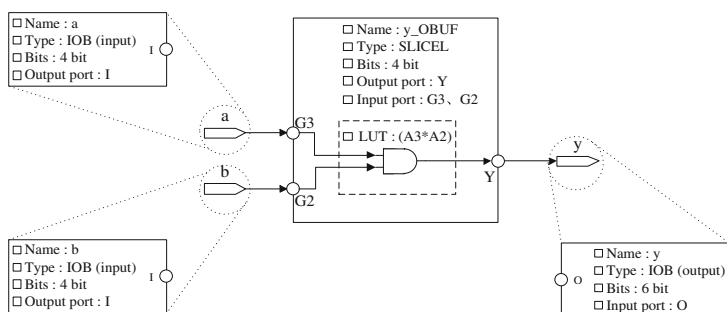 □ Name : a
□ Type : IOB (input)
□ Bits : 4 bit
□ Output port : I
I
□ Name : y_OBUF
□ Type : SLICEL
□ Bits : 4 bit
□ Output port : Y
□ Input port : G3、G2
a
G3
□ LUT : (A3*A2)
b
G2
Y
y
□ Name : b
□ Type : IOB (input)
□ Bits : 4 bit
□ Output port : I
I
□ Name : y
□ Type : IOB (output)
□ Bits : 6 bit
□ Input port : O
O